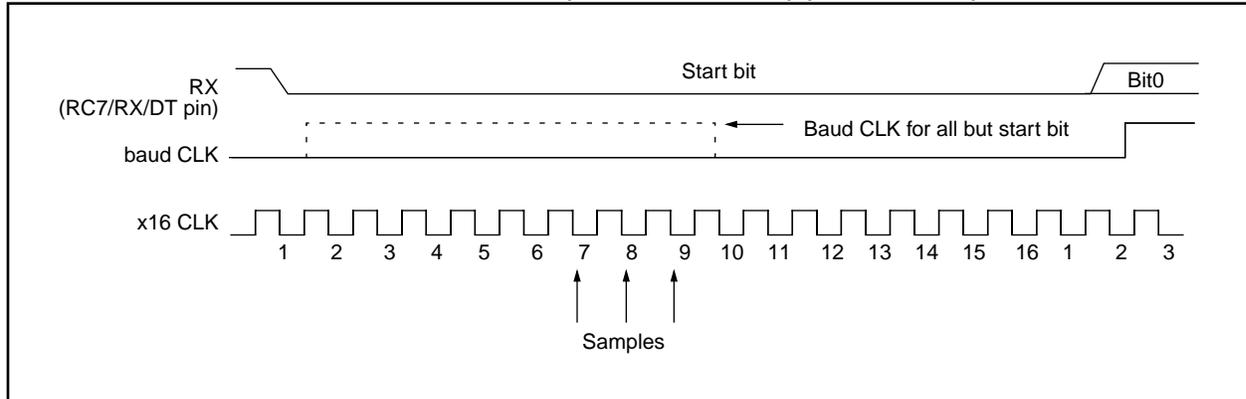 Start bit
RX
(RC7/RX/DT pin)
Bit0
Baud CLK for all but start bit
baud CLK
x16 CLK
1 2 3 4 5 6 7 8 9 10 11 12 13 14 15 16 1 2 3
Samples